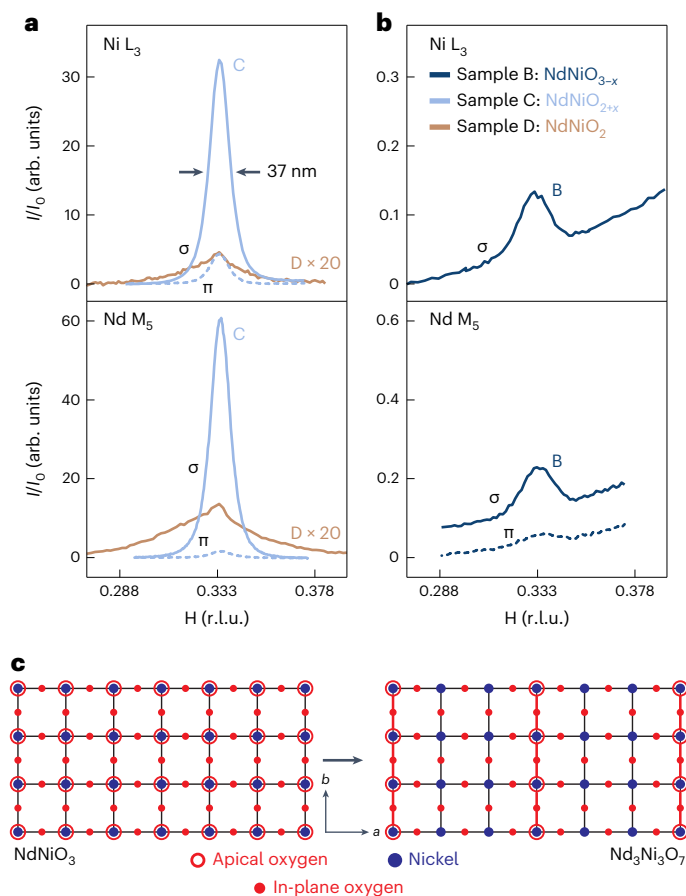 a
b
Ni L3
C
37 nm
σ
π
D × 20
30
20
10
0
I/I0 (arb. units)
Ni L3
Sample B: NdNiO3–x
Sample C: NdNiO2+x
Sample D: NdNiO2
B
σ
0.3
0.2
0.1
0
Nd M5
C
σ
π
D × 20
60
40
20
0
I/I0 (arb. units)
0.288
0.333
0.378
H (r.l.u.)
Nd M5
B
σ
π
0.6
0.4
0.2
0
0.288
0.333
0.378
H (r.l.u.)
c
b
a
NdNiO3
Apical oxygen
Nickel
Nd3Ni3O7
In-plane oxygen